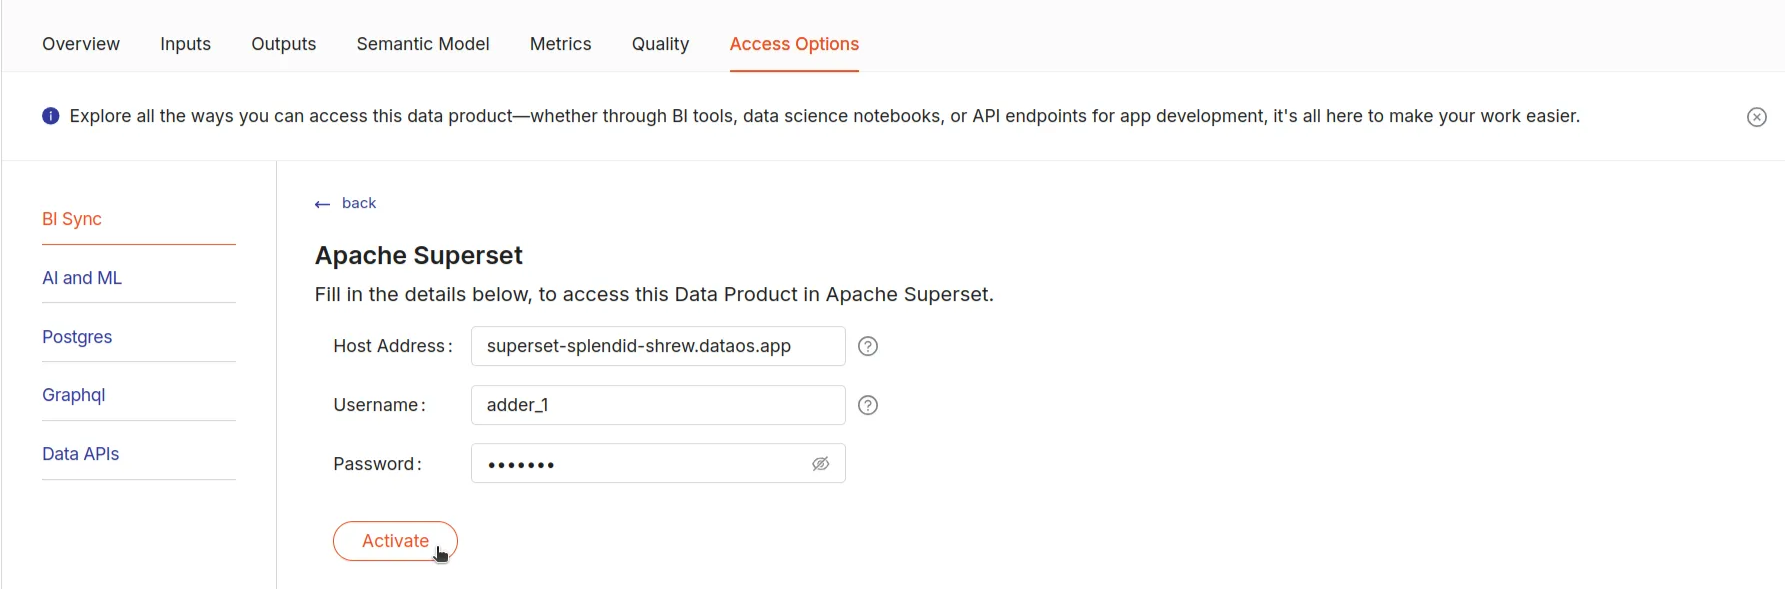 Overview Inputs Outputs Semantic Model Metrics Quality Access Options
Explore all the ways you can access this data product—whether through BI tools, data science notebooks, or API endpoints for app development, it's all here to make your work easier.
BI Sync
AI and ML
Postgres
Graphql
Data APIs
← back
Apache Superset
Fill in the details below, to access this Data Product in Apache Superset.
Host Address: superset-splendid-shrew.dataos.app
Username: adder_1
Password: •••••••
Activate